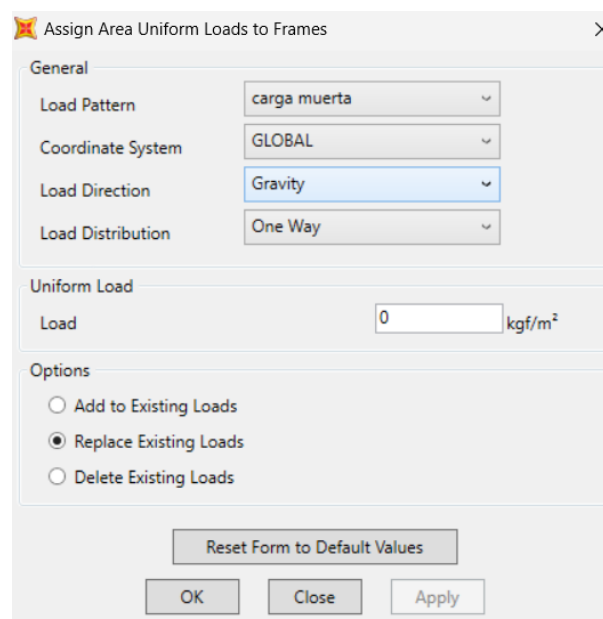 Assign Area Uniform Loads to Frames
General
Load Pattern carga muerta
Coordinate System GLOBAL
Load Direction Gravity
Load Distribution One Way
Uniform Load
Load 0 kgf/m²
Options
Add to Existing Loads
Replace Existing Loads
Delete Existing Loads
Reset Form to Default Values
OK Close Apply